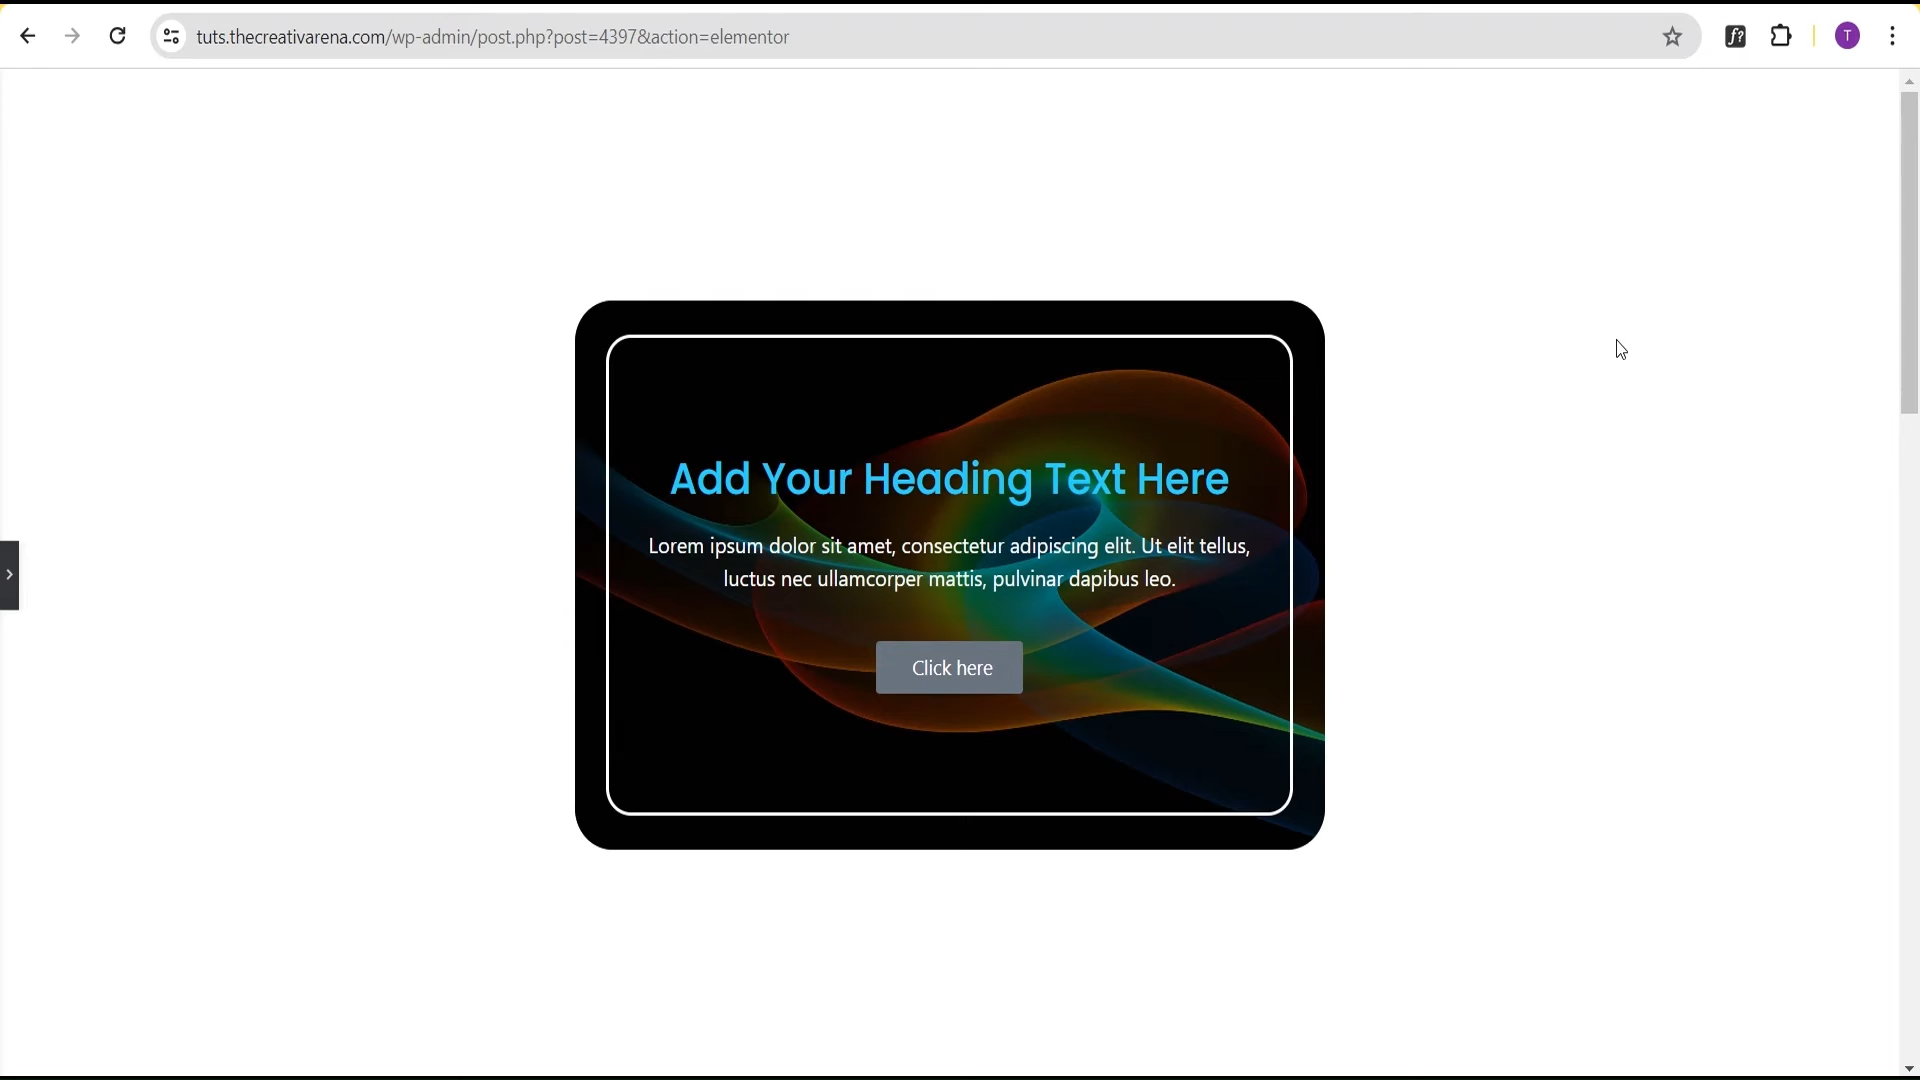 tuts.thecreativarena.com/wp-admin/post.php?post=4397&action=elementor
f?
T
Add Your Heading Text Here
Lorem ipsum dolor sit amet, consectetur adipiscing elit. Ut elit tellus,
luctus nec ullamcorper mattis, pulvinar dapibus leo.
Click here